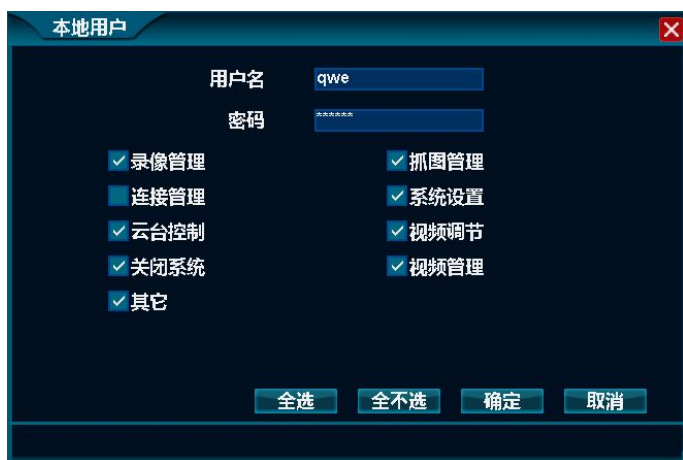 本地用户
用户名 qwe
密码 ******
录像管理 抓图管理
连接管理 系统设置
云台控制 视频调节
关闭系统 视频管理
其它
全选 全不选 确定 取消